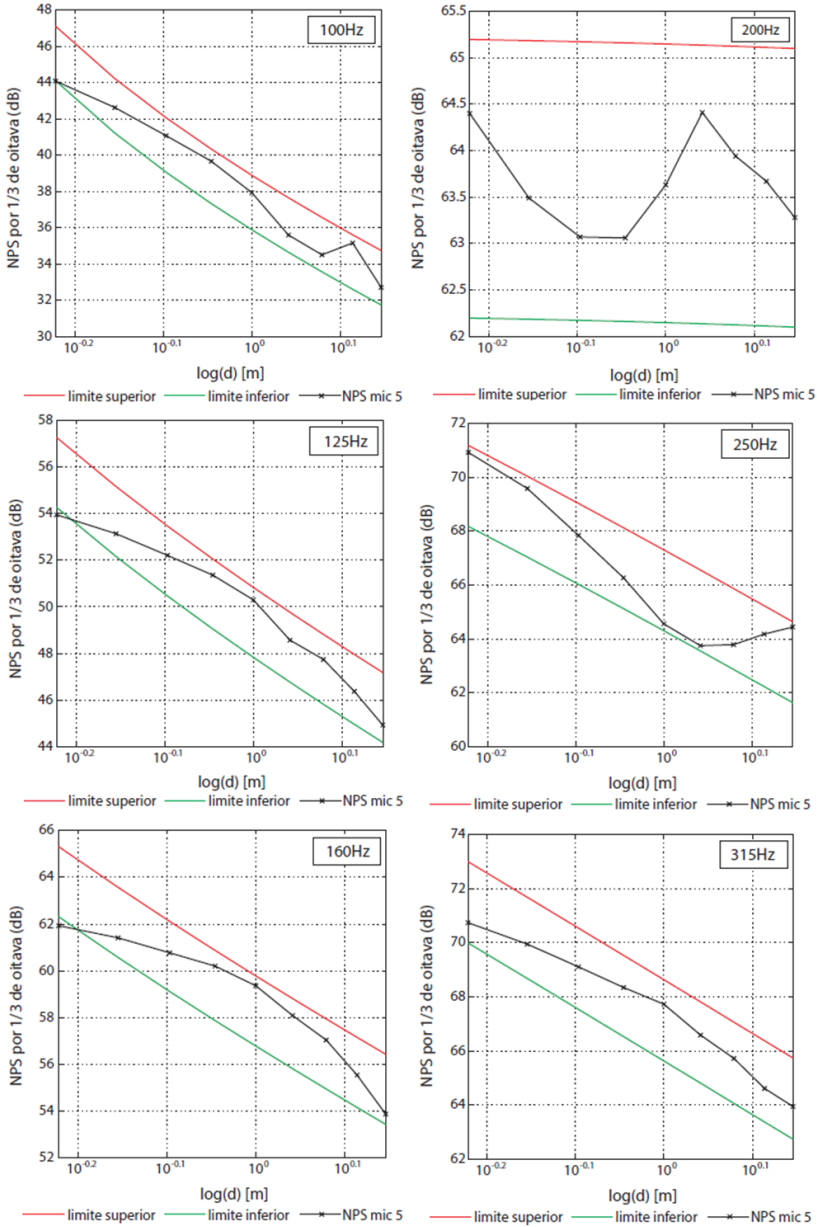 100Hz
NPS por 1/3 de oitava (dB)
48
46
44
42
40
38
36
34
32
30
10^-0.2
10^-0.1
10^0
10^0.1
log(d) [m]
limite superior
limite inferior
NPS mic 5
200Hz
NPS por 1/3 de oitava (dB)
65.5
65
64.5
64
63.5
63
62.5
62
10^-0.2
10^-0.1
10^0
10^0.1
log(d) [m]
limite superior
limite inferior
NPS mic 5
125Hz
NPS por 1/3 de oitava (dB)
58
56
54
52
50
48
46
44
10^-0.2
10^-0.1
10^0
10^0.1
log(d) [m]
limite superior
limite inferior
NPS mic 5
250Hz
NPS por 1/3 de oitava (dB)
72
70
68
66
64
62
60
10^-0.2
10^-0.1
10^0
10^0.1
log(d) [m]
limite superior
limite inferior
NPS mic 5
160Hz
NPS por 1/3 de oitava (dB)
66
64
62
60
58
56
54
52
10^-0.2
10^-0.1
10^0
10^0.1
log(d) [m]
limite superior
limite inferior
NPS mic 5
315Hz
NPS por 1/3 de oitava (dB)
74
72
70
68
66
64
62
10^-0.2
10^-0.1
10^0
10^0.1
log(d) [m]
limite superior
limite inferior
NPS mic 5